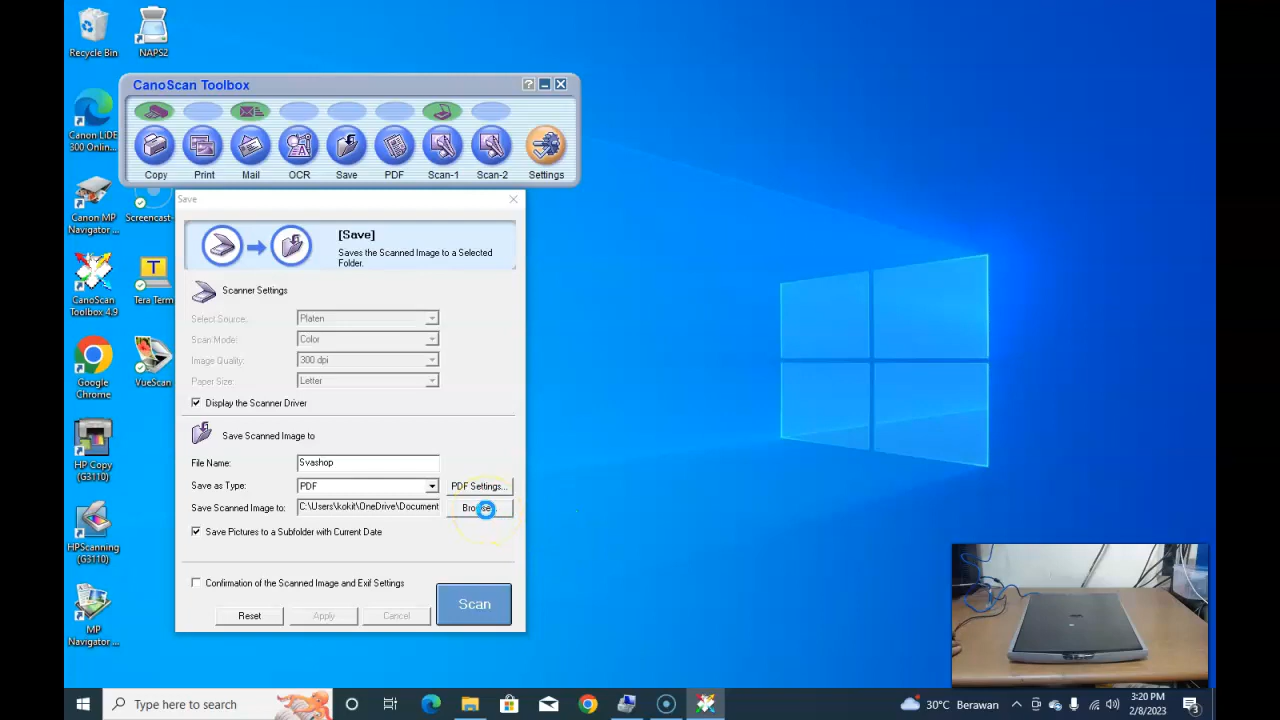 Recycle Bin
NAPS2
Canon LiDE
300 Onlin...
Canon MP
Navigator ...
Screencast-
CanoScan
Toolbox 4.9
Tera Term
Google
Chrome
VueScan
HP Copy
(G3110)
HPScanning
(G3110)
MP
Navigator ...
CanoScan Toolbox
Copy
Print
Mail
OCR
Save
PDF
Scan-1
Scan-2
Settings
Save
[Save]
Saves the Scanned Image to a Selected
Folder.
Scanner Settings
Select Source...
Platen
Scan Mode:
Color
Image Quality:
300 dpi
Paper Size:
Letter
Display the Scanner Driver
Save Scanned Image to
File Name:
Svashop
Save as Type:
PDF
PDF Settings...
Save Scanned Image to:
C:\Users\kokit\OneDrive\Document
Browse...
Save Pictures to a Subfolder with Current Date
Confirmation of the Scanned Image and Exif Settings
Reset
Apply
Cancel
Scan
Type here to search
30°C Berawan
3:20 PM
2/8/2023